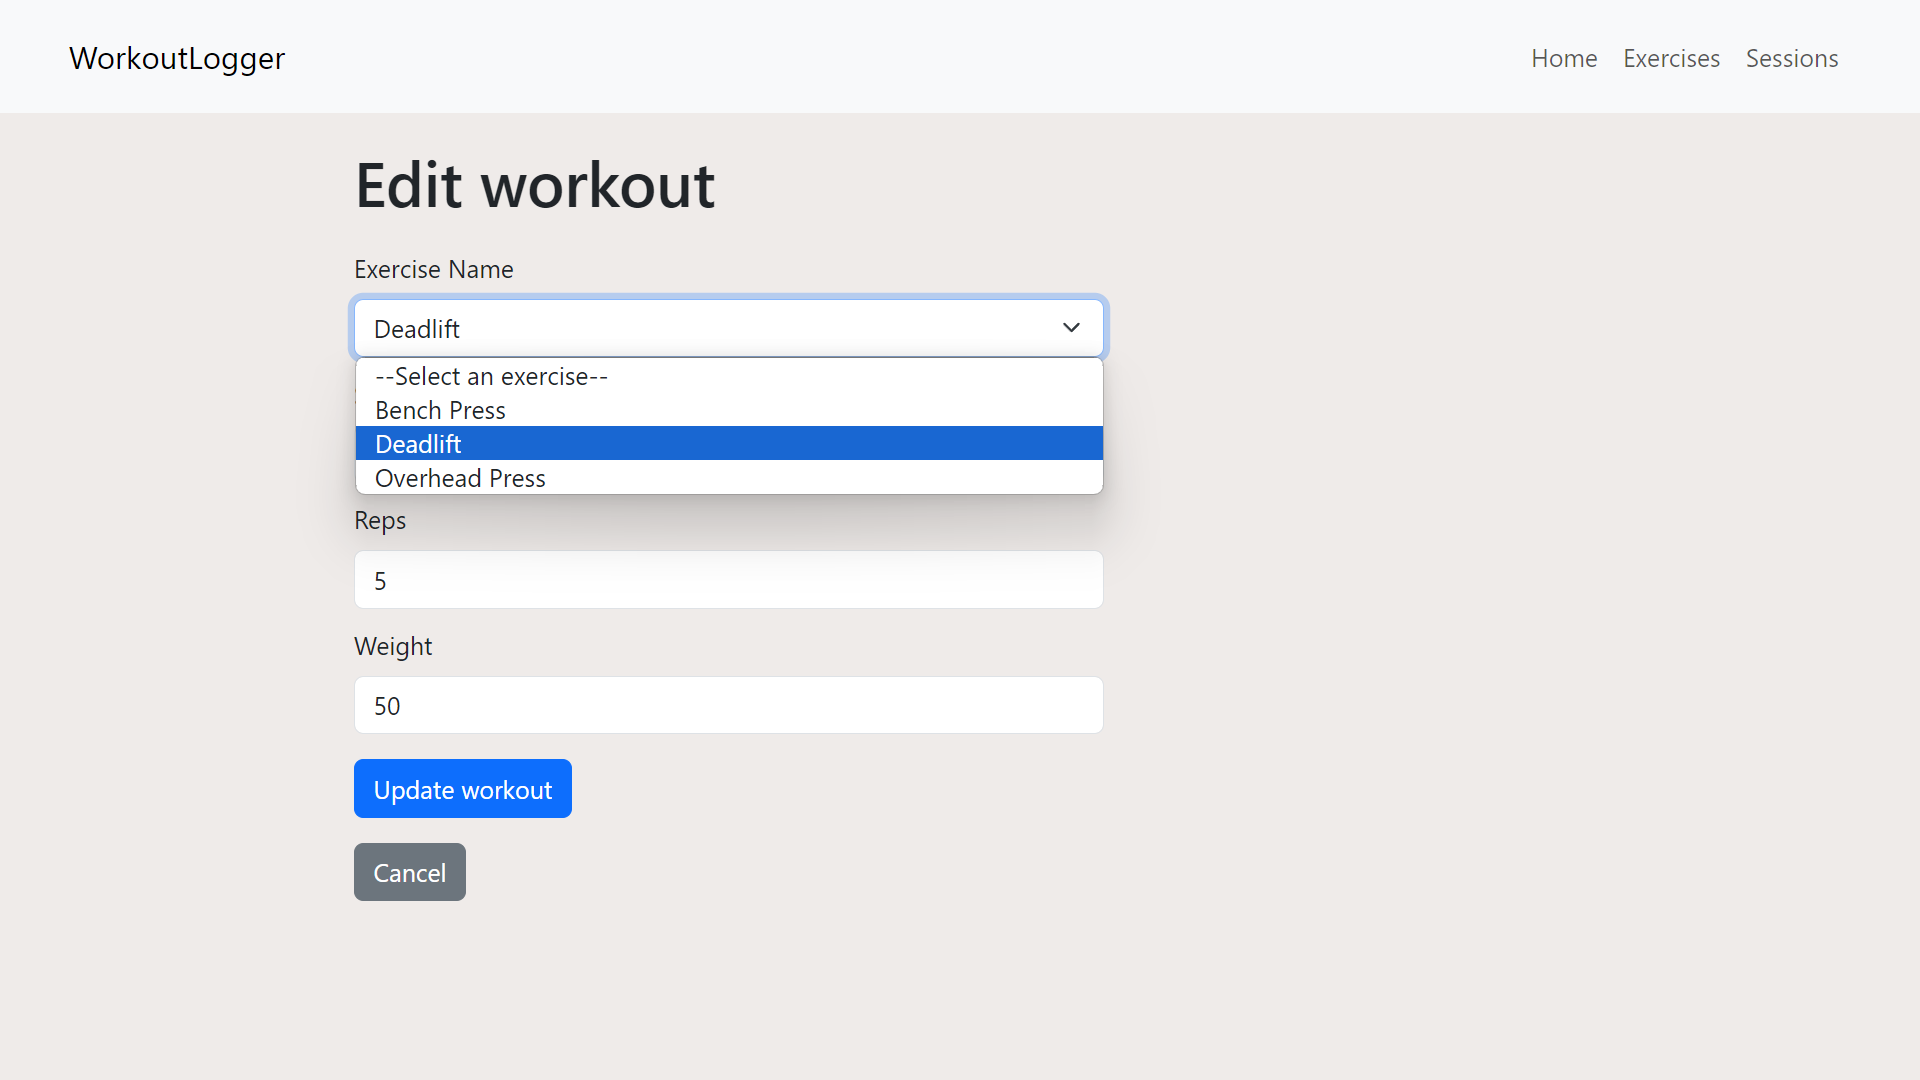 WorkoutLogger
Home Exercises Sessions
Edit workout
Exercise Name
Deadlift
--Select an exercise--
Bench Press
Deadlift
Overhead Press
Reps
5
Weight
50
Update workout
Cancel